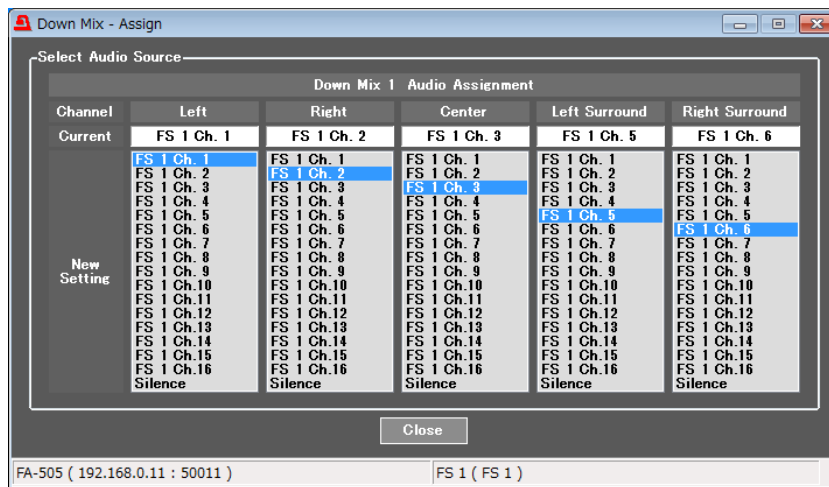 Down Mix - Assign
Select Audio Source
Down Mix 1 Audio Assignment
Channel Left Right Center Left Surround Right Surround
Current FS 1 Ch. 1 FS 1 Ch. 2 FS 1 Ch. 3 FS 1 Ch. 5 FS 1 Ch. 6
New
Setting
FS 1 Ch. 1 FS 1 Ch. 1 FS 1 Ch. 1 FS 1 Ch. 1 FS 1 Ch. 1
FS 1 Ch. 2 FS 1 Ch. 2 FS 1 Ch. 2 FS 1 Ch. 2 FS 1 Ch. 2
FS 1 Ch. 3 FS 1 Ch. 3 FS 1 Ch. 3 FS 1 Ch. 3 FS 1 Ch. 3
FS 1 Ch. 4 FS 1 Ch. 4 FS 1 Ch. 4 FS 1 Ch. 4 FS 1 Ch. 4
FS 1 Ch. 5 FS 1 Ch. 5 FS 1 Ch. 5 FS 1 Ch. 5 FS 1 Ch. 5
FS 1 Ch. 6 FS 1 Ch. 6 FS 1 Ch. 6 FS 1 Ch. 6 FS 1 Ch. 6
FS 1 Ch. 7 FS 1 Ch. 7 FS 1 Ch. 7 FS 1 Ch. 7 FS 1 Ch. 7
FS 1 Ch. 8 FS 1 Ch. 8 FS 1 Ch. 8 FS 1 Ch. 8 FS 1 Ch. 8
FS 1 Ch. 9 FS 1 Ch. 9 FS 1 Ch. 9 FS 1 Ch. 9 FS 1 Ch. 9
FS 1 Ch.10 FS 1 Ch.10 FS 1 Ch.10 FS 1 Ch.10 FS 1 Ch.10
FS 1 Ch.11 FS 1 Ch.11 FS 1 Ch.11 FS 1 Ch.11 FS 1 Ch.11
FS 1 Ch.12 FS 1 Ch.12 FS 1 Ch.12 FS 1 Ch.12 FS 1 Ch.12
FS 1 Ch.13 FS 1 Ch.13 FS 1 Ch.13 FS 1 Ch.13 FS 1 Ch.13
FS 1 Ch.14 FS 1 Ch.14 FS 1 Ch.14 FS 1 Ch.14 FS 1 Ch.14
FS 1 Ch.15 FS 1 Ch.15 FS 1 Ch.15 FS 1 Ch.15 FS 1 Ch.15
FS 1 Ch.16 FS 1 Ch.16 FS 1 Ch.16 FS 1 Ch.16 FS 1 Ch.16
Silence Silence Silence Silence Silence
Close
FA-505 ( 192.168.0.11 : 50011 ) FS 1 ( FS 1 )